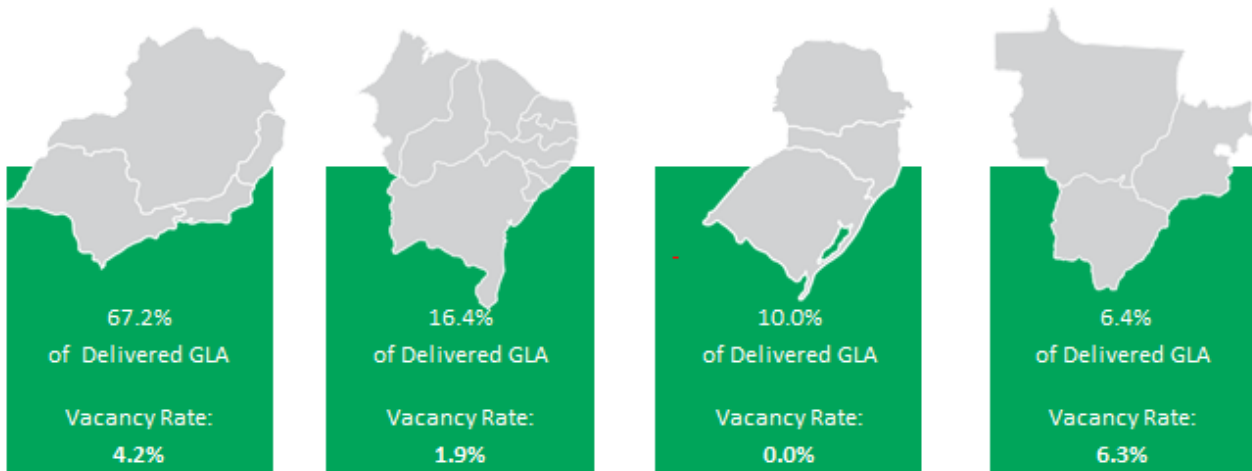 67.2%
of Delivered GLA
Vacancy Rate:
4.2%
16.4%
of Delivered GLA
Vacancy Rate:
1.9%
10.0%
of Delivered GLA
Vacancy Rate:
0.0%
6.4%
of Delivered GLA
Vacancy Rate:
6.3%